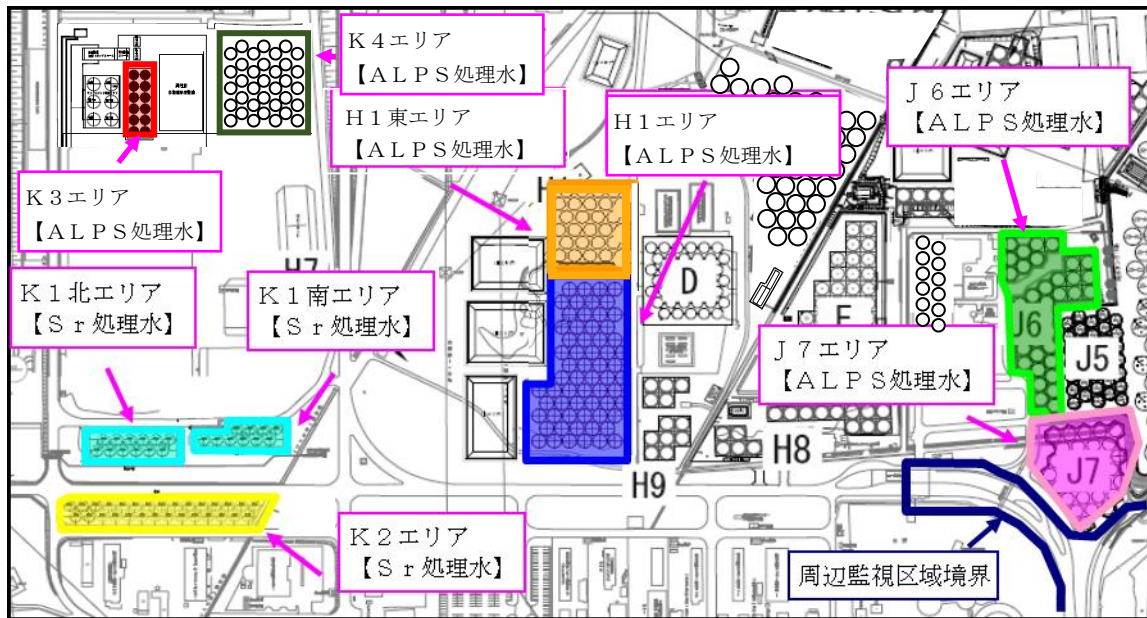 K4エリア
【ALPS処理水】
H1東エリア
【ALPS処理水】
H1エリア
【ALPS処理水】
J6エリア
【ALPS処理水】
K3エリア
【ALPS処理水】
K1北エリア
【Sr処理水】
K1南エリア
【Sr処理水】
H7
D
J6
J5
J7エリア
【ALPS処理水】
J7
H8
H9
K2エリア
【Sr処理水】
周辺監視区域境界